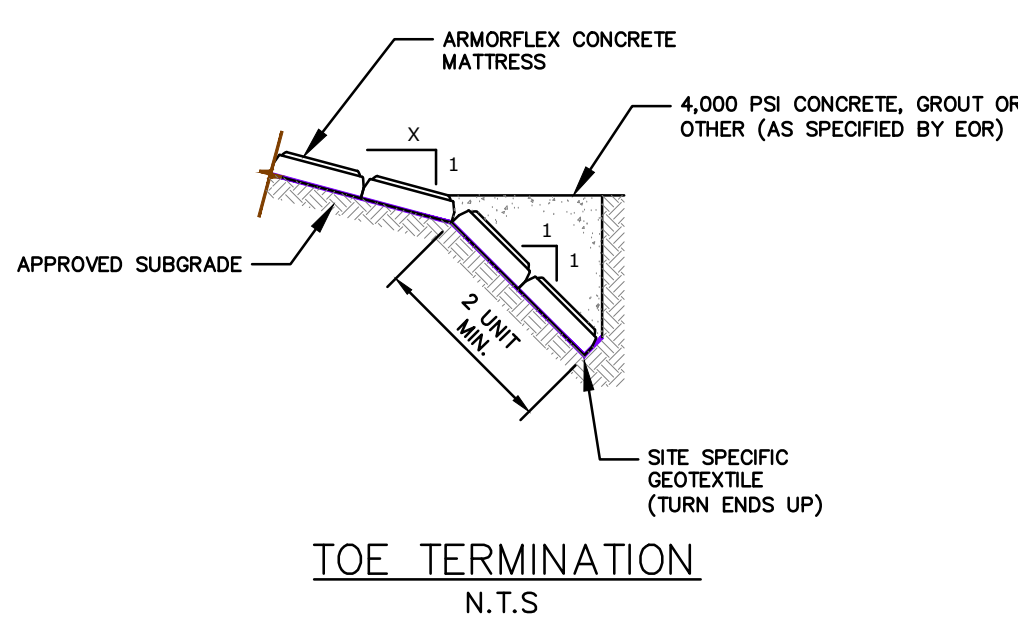 ARMORFLEX CONCRETE
MATTRESS
4,000 PSI CONCRETE, GROUT OR
OTHER (AS SPECIFIED BY EOR)
X
1
1
1
APPROVED SUBGRADE
2 UNIT
MIN.
SITE SPECIFIC
GEOTEXTILE
(TURN ENDS UP)
TOE TERMINATION
N.T.S